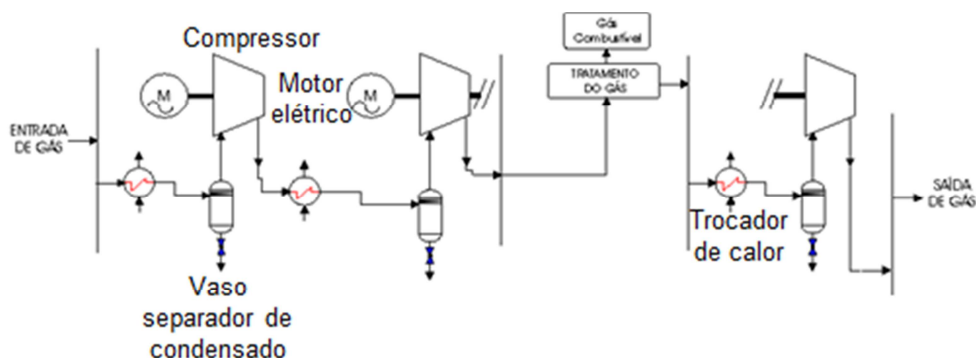 Compressor
M
Motor
elétrico
M
Gás
Combustível
TRATAMENTO
DO GÁS
ENTRADA
DE GÁS
SAÍDA
DE GÁS
Trocador
de calor
Vaso
separador de
condensado